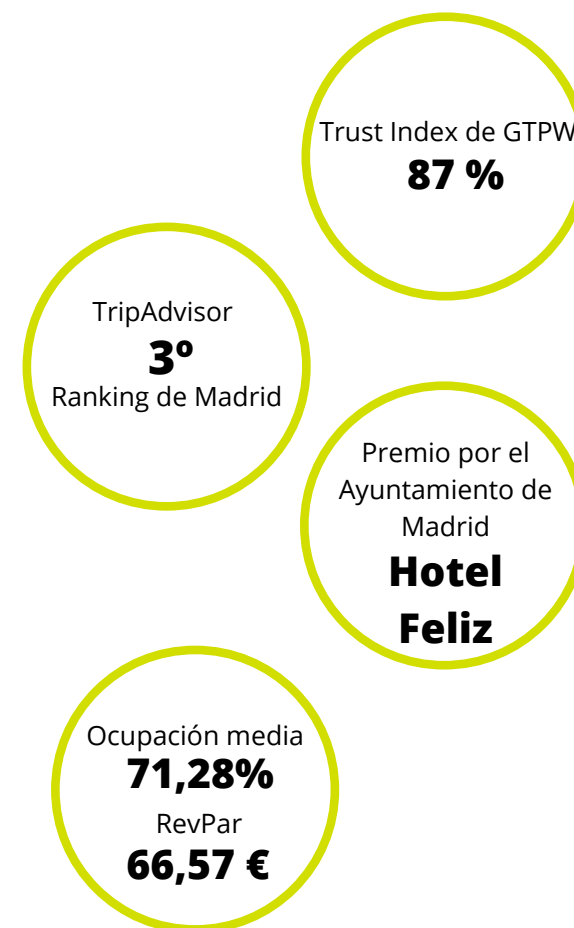 Trust Index de GTPW
87 %
TripAdvisor
3º
Ranking de Madrid
Premio por el
Ayuntamiento de
Madrid
Hotel
Feliz
Ocupación media
71,28%
RevPar
66,57 €